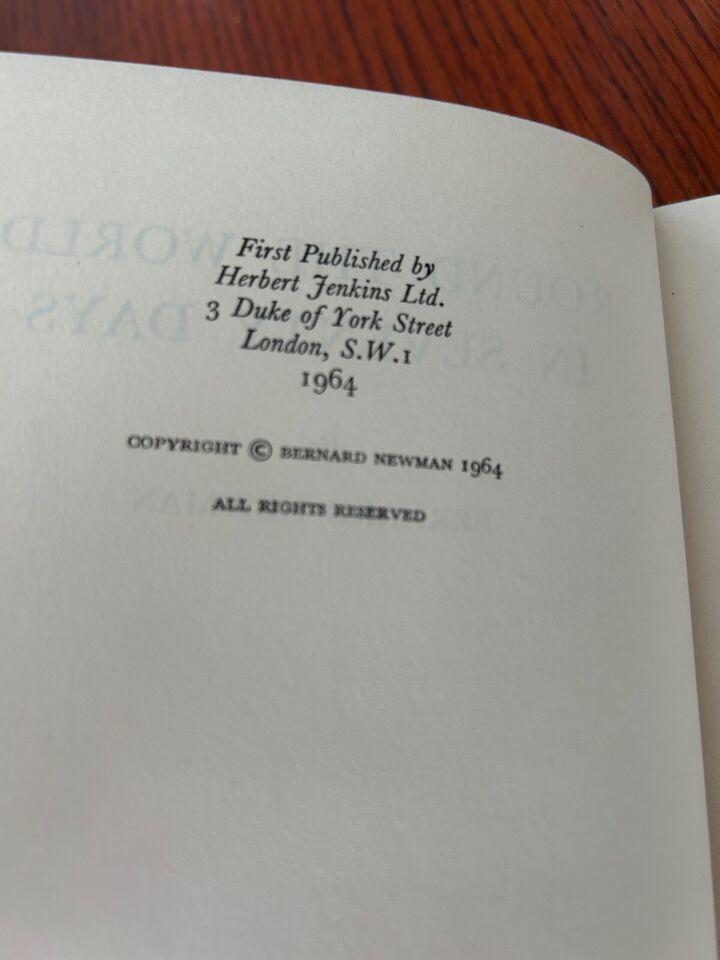 First Published by
Herbert Jenkins Ltd.
3 Duke of York Street
London, S.W.1
1964
COPYRIGHT © BERNARD NEWMAN 1964
ALL RIGHTS RESERVED